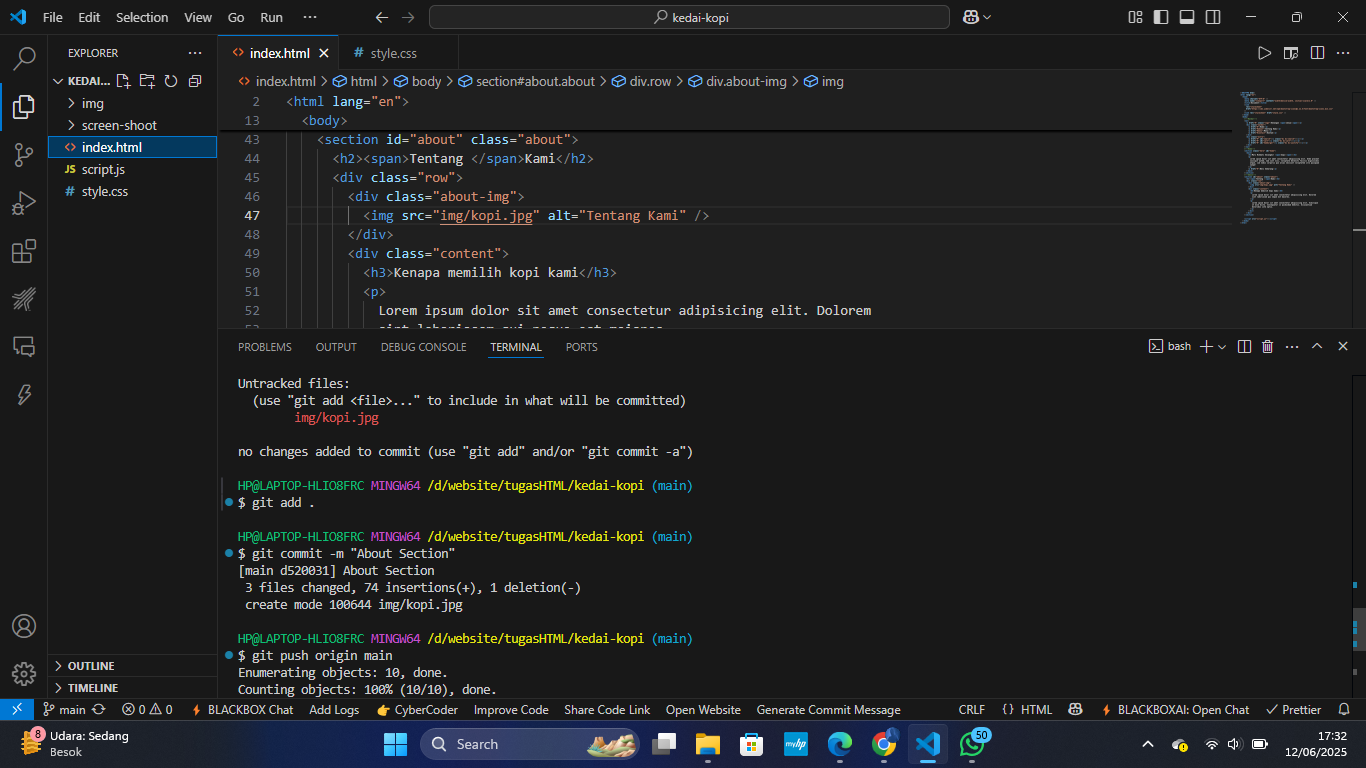 File Edit Selection View Go Run ··· kedai-kopi
EXPLORER ···
KEDAI...
img
screen-shoot
index.html
JS script.js
# style.css
OUTLINE
TIMELINE
index.html # style.css
index.html > html > body > section#about.about > div.row > div.about-img > img
2 <html lang="en">
13 <body>
43 <section id="about" class="about">
44 <h2><span>Tentang </span>Kami</h2>
45 <div class="row">
46 <div class="about-img">
47 <img src="img/kopi.jpg" alt="Tentang Kami" />
48 </div>
49 <div class="content">
50 <h3>Kenapa memilih kopi kami</h3>
51 <p>
52 Lorem ipsum dolor sit amet consectetur adipisicing elit. Dolorem
PROBLEMS OUTPUT DEBUG CONSOLE TERMINAL PORTS bash
Untracked files:
(use "git add <file>..." to include in what will be committed)
img/kopi.jpg
no changes added to commit (use "git add" and/or "git commit -a")
HP@LAPTOP-HLIO8FRC MINGW64 /d/website/tugasHTML/kedai-kopi (main)
$ git add .
HP@LAPTOP-HLIO8FRC MINGW64 /d/website/tugasHTML/kedai-kopi (main)
$ git commit -m "About Section"
[main d520031] About Section
3 files changed, 74 insertions(+), 1 deletion(-)
create mode 100644 img/kopi.jpg
HP@LAPTOP-HLIO8FRC MINGW64 /d/website/tugasHTML/kedai-kopi (main)
$ git push origin main
Enumerating objects: 10, done.
Counting objects: 100% (10/10), done.
main 0 0 BLACKBOX Chat Add Logs CyberCoder Improve Code Share Code Link Open Website Generate Commit Message CRLF {} HTML BLACKBOXAI: Open Chat Prettier
8 Udara: Sedang
Besok
Search
myhp
50
17:32
12/06/2025